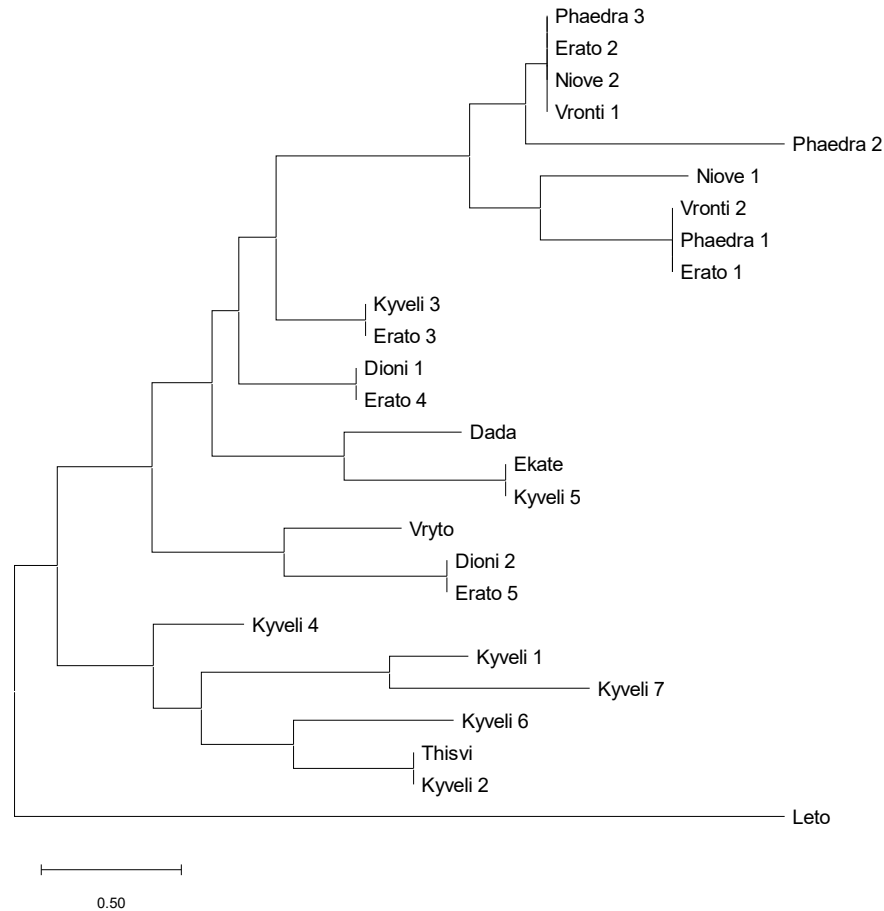 Phaedra 3
Erato 2
Niove 2
Vronti 1
Phaedra 2
Niove 1
Vronti 2
Phaedra 1
Erato 1
Kyveli 3
Erato 3
Dioni 1
Erato 4
Dada
Ekate
Kyveli 5
Vryto
Dioni 2
Erato 5
Kyveli 4
Kyveli 1
Kyveli 7
Kyveli 6
Thisvi
Kyveli 2
Leto
0.50